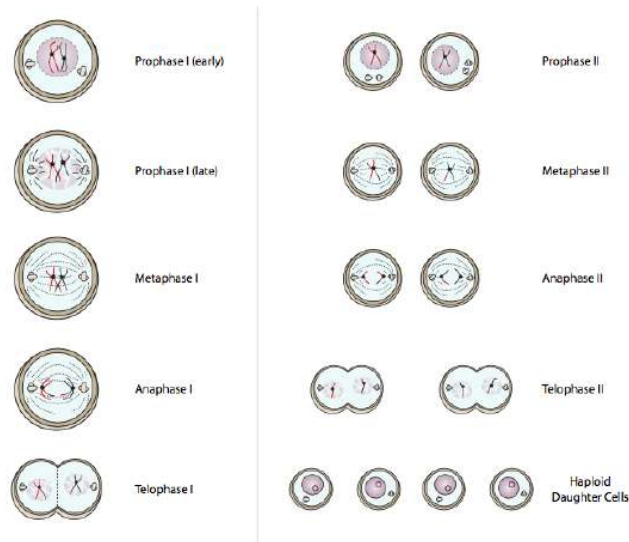 Prophase I (early)
Prophase I (late)
Metaphase I
Anaphase I
Telophase I
Prophase II
Metaphase II
Anaphase II
Telophase II
Haploid
Daughter Cells